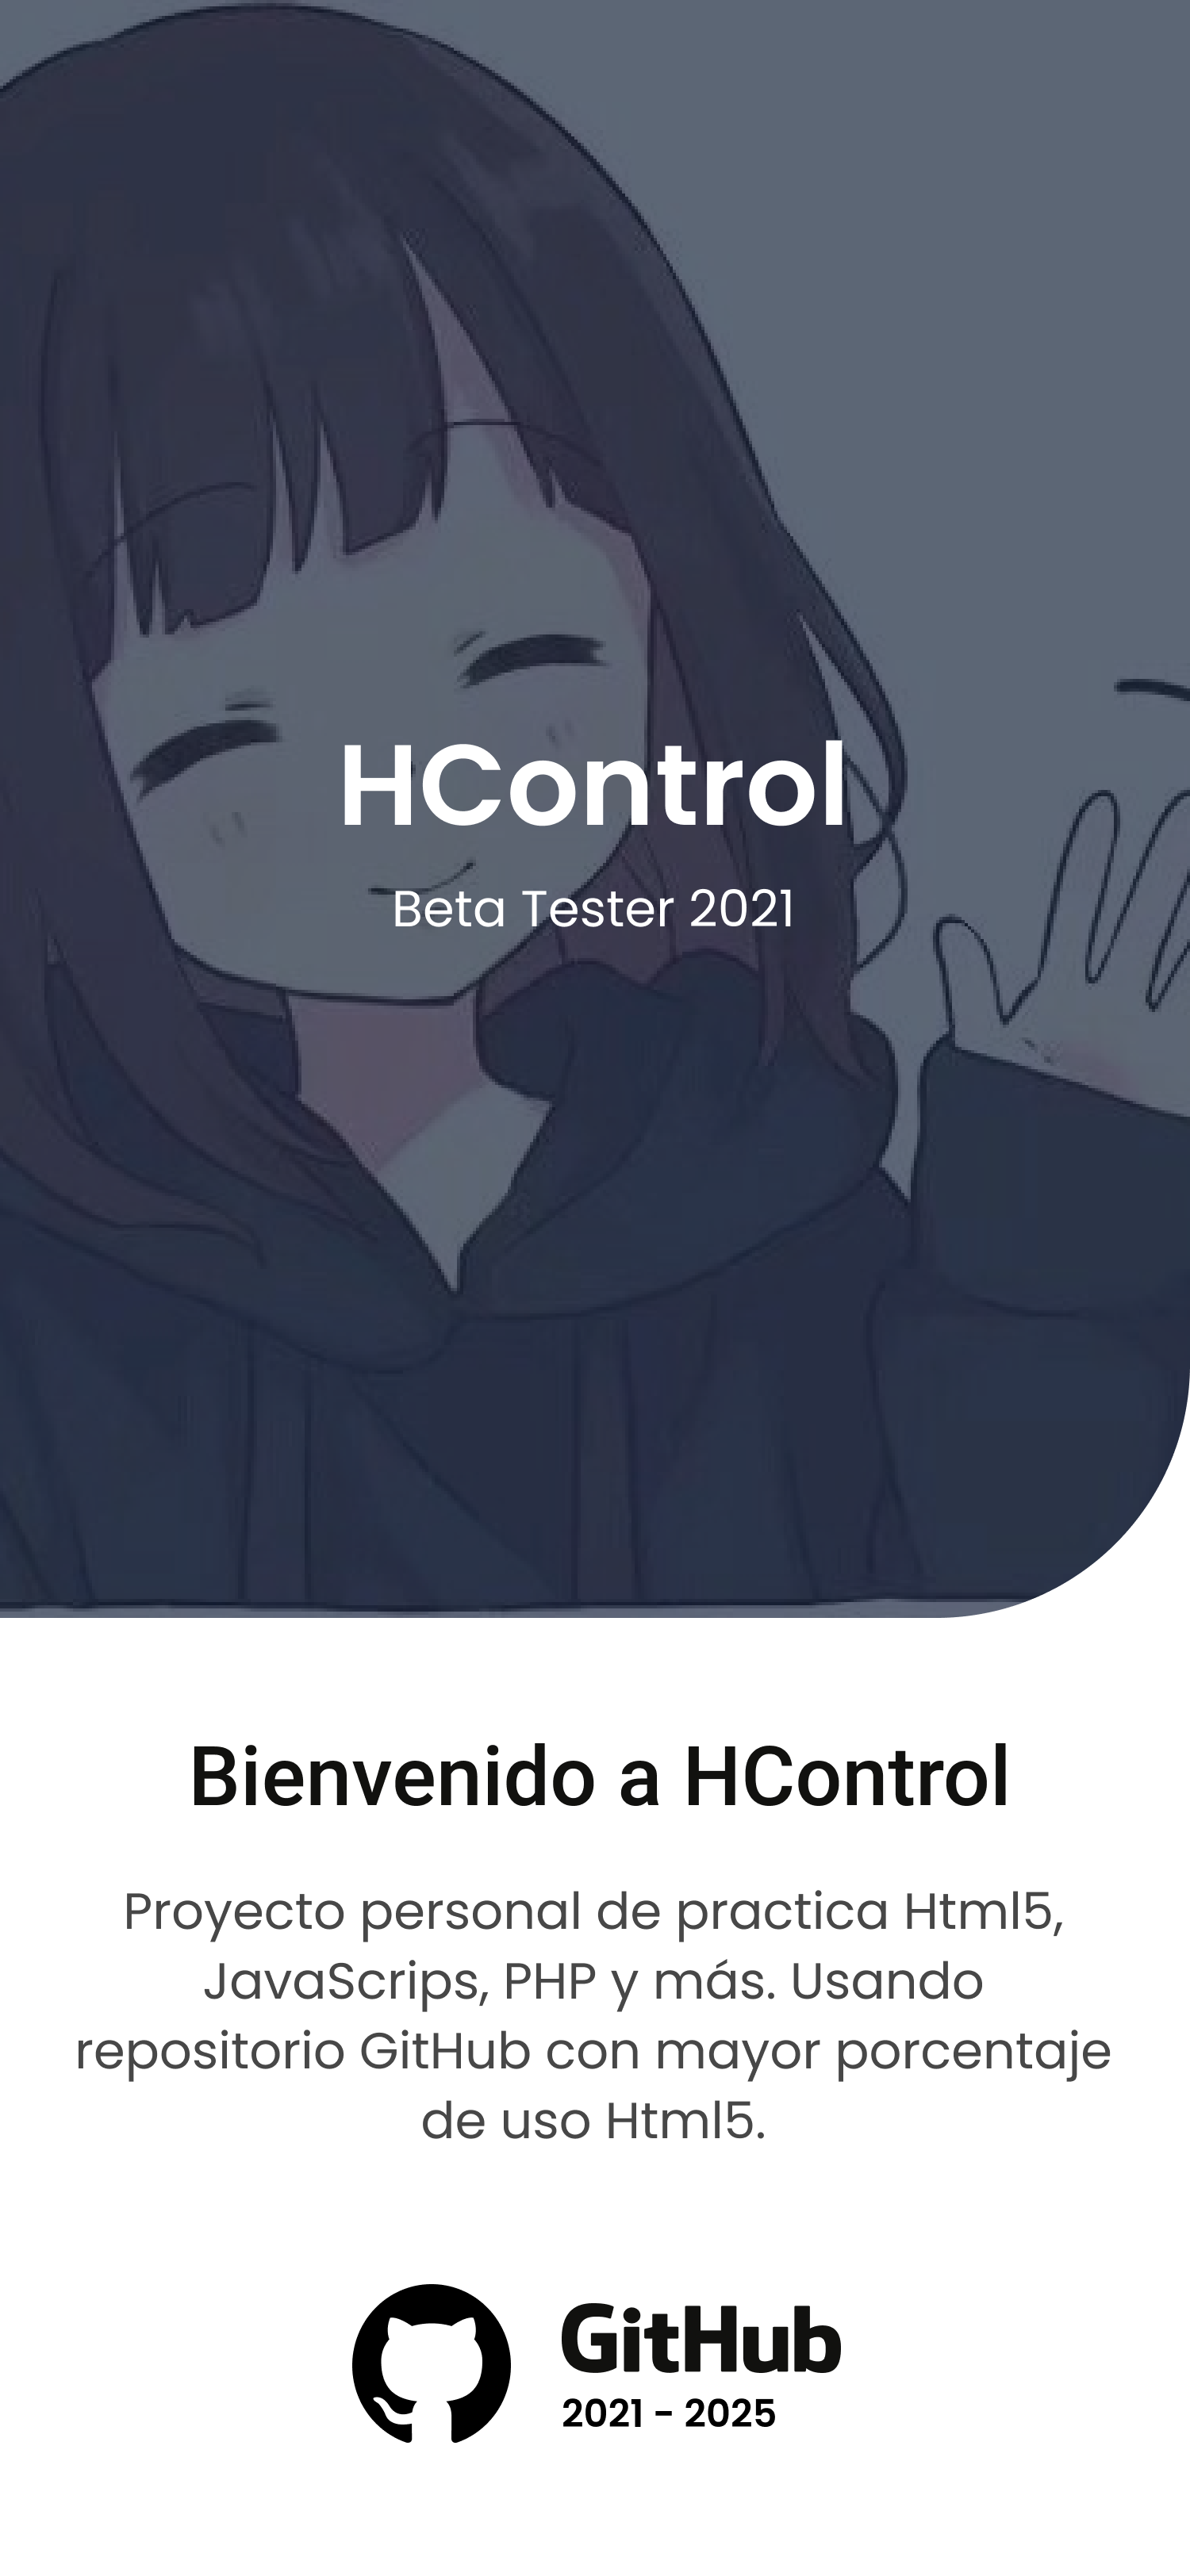 HControl
Beta Tester 2021
Bienvenido a HControl
Proyecto personal de practica Html5,
JavaScrips, PHP y más. Usando
repositorio GitHub con mayor porcentaje
de uso Html5.
GitHub
2021 - 2025